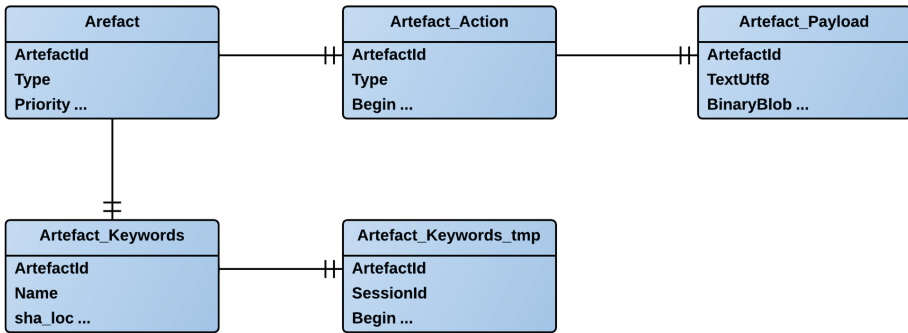 Arefact
ArtefactId
Type
Priority ...
Artefact_Action
ArtefactId
Type
Begin ...
Artefact_Payload
ArtefactId
TextUtf8
BinaryBlob ...
Artefact_Keywords
ArtefactId
Name
sha_loc ...
Artefact_Keywords_tmp
ArtefactId
SessionId
Begin ...